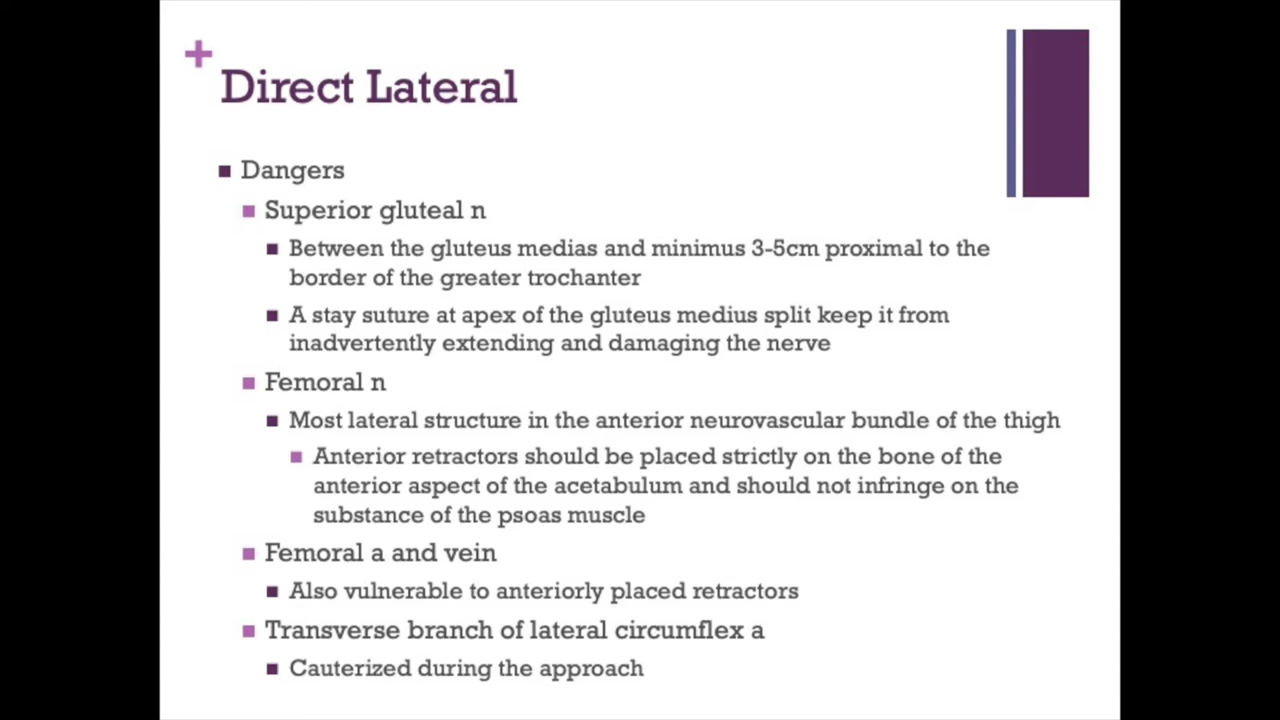 Direct Lateral
Dangers
Superior gluteal n
Between the gluteus medias and minimus 3-5cm proximal to the
border of the greater trochanter
A stay suture at apex of the gluteus medius split keep it from
inadvertently extending and damaging the nerve
Femoral n
Most lateral structure in the anterior neurovascular bundle of the thigh
Anterior retractors should be placed strictly on the bone of the
anterior aspect of the acetabulum and should not infringe on the
substance of the psoas muscle
Femoral a and vein
Also vulnerable to anteriorly placed retractors
Transverse branch of lateral circumflex a
Cauterized during the approach